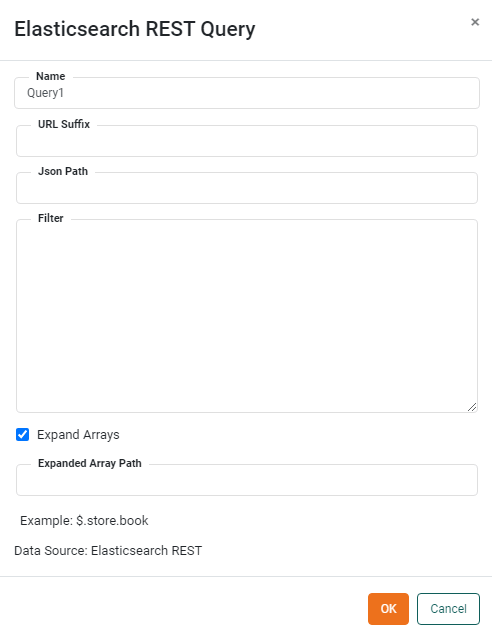 Elasticsearch REST Query
×
Name
Query1
URL Suffix
Json Path
Filter
Expand Arrays
Expanded Array Path
Example: $.store.book
Data Source: Elasticsearch REST
OK
Cancel